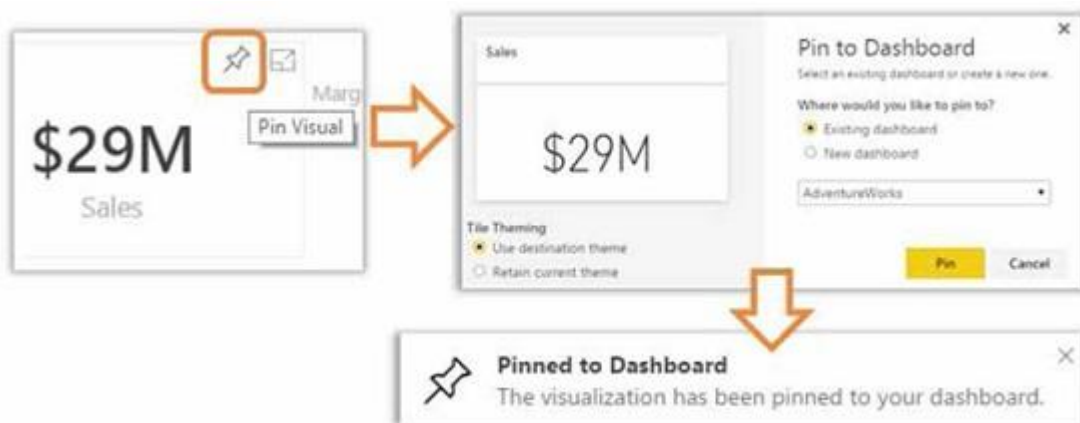 Marg
Pin Visual
$29M
Sales
Sales
$29M
Tile Theming
Use destination theme
Retain current theme
Pin to Dashboard
Select an existing dashboard or create a new one.
Where would you like to pin to?
Existing dashboard
New dashboard
AdventureWorks
Pin
Cancel
Pinned to Dashboard
The visualization has been pinned to your dashboard.